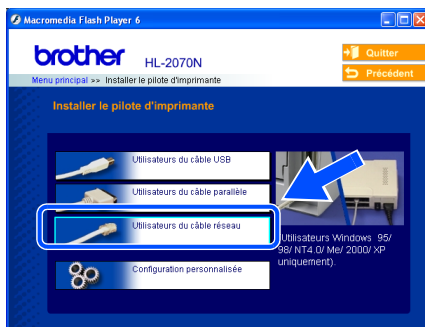 Macromedia Flash Player 6
brother HL-2070N
Quitter
Précédent
Menu principal >> Installer le pilote d'imprimante
Installer le pilote d'imprimante
Utilisateurs du câble USB
Utilisateurs du câble parallèle
Utilisateurs du câble réseau
Configuration personnalisée
(Utilisateurs Windows 95/
98/ NT4.0/ Me/ 2000/ XP
uniquement).